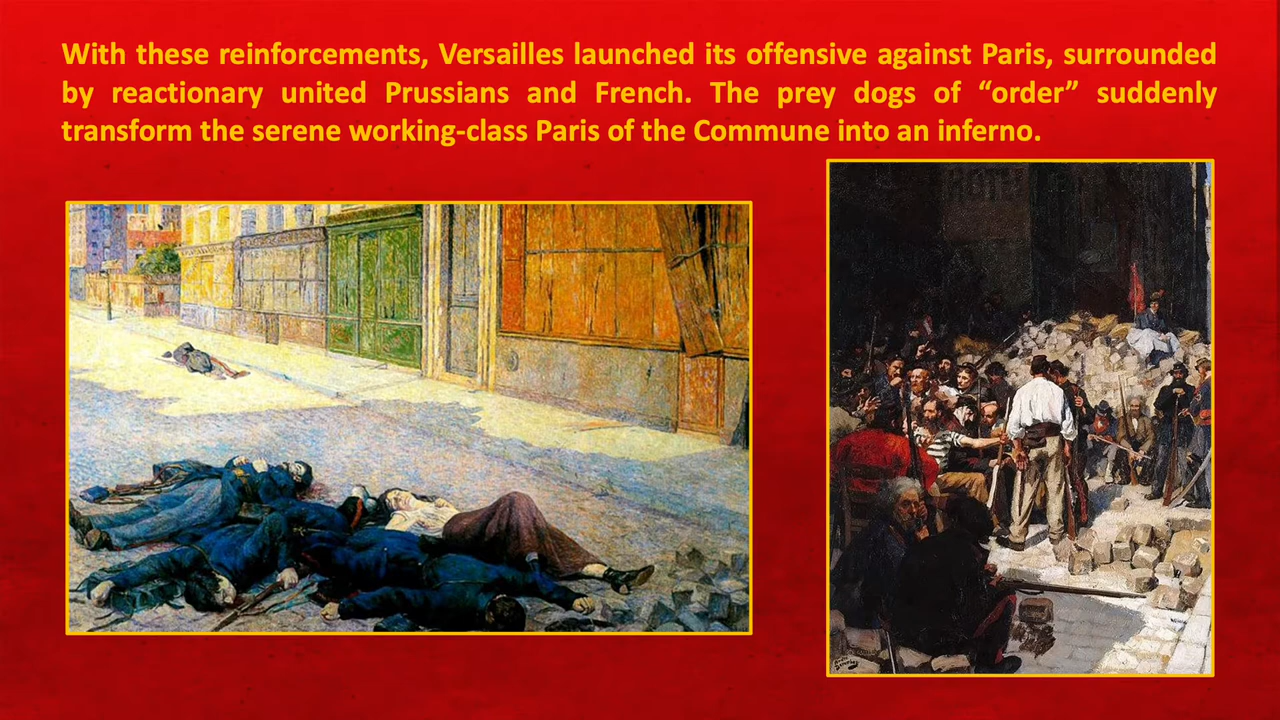 With these reinforcements, Versailles launched its offensive against Paris, surrounded
by reactionary united Prussians and French. The prey dogs of “order” suddenly
transform the serene working-class Paris of the Commune into an inferno.